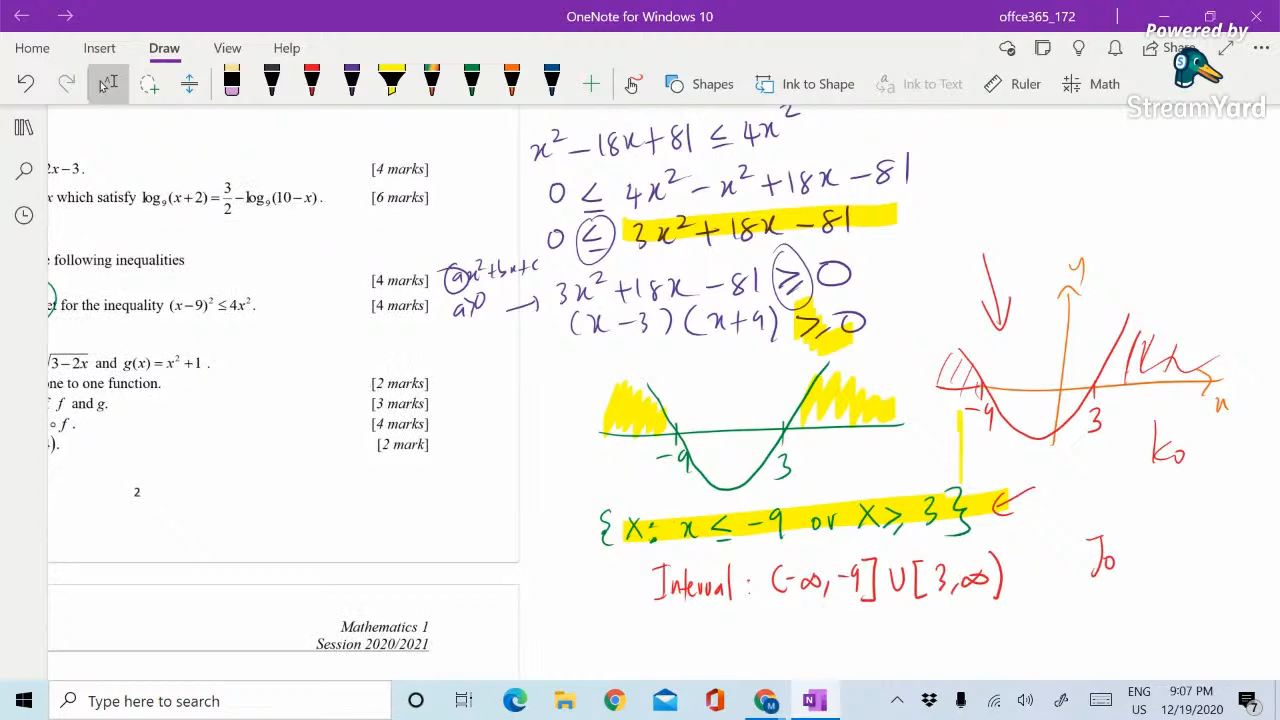 OneNote for Windows 10
offce365_172
Powered by
StreamYard
Home Insert Draw View Help
Share
Shapes Ink to Shape Ink to Text Ruler Math
2x − 3. [4 marks]
x which satisfy log₉(x+2) = 3/2 − log₉(10−x). [6 marks]
e following inequalities
[4 marks]
et for the inequality (x−9)² ≤ 4x². [4 marks]
√3−2x and g(x) = x² + 1.
one to one function. [2 marks]
f f and g. [3 marks]
∘ f. [4 marks]
). [2 mark]
2
Mathematics 1
Session 2020/2021
x² − 18x + 81 ≤ 4x²
0 ≤ 4x² − x² + 18x − 81
0 ≤ 3x² + 18x − 81
ax² + bx + c
a>0 → 3x² + 18x − 81 ≥ 0
(x − 3)(x + 9) ≥ 0
−9 3
y
−9 3 x
{X: x ≤ −9 or X ≥ 3}
Interval: (−∞, −9] ∪ [3, ∞)
Type here to search
ENG
US
9:07 PM
12/19/2020
7